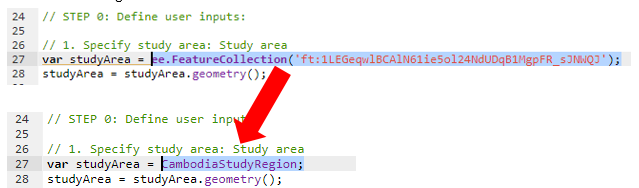 24 // STEP 0: Define user inputs:
25
26 // 1. Specify study area: Study area
27 var studyArea = ee.FeatureCollection('ft:1LEGeqwlBCAlN61ie5ol24NdUDqB1MgpFR_sJNWQJ');
28 studyArea = studyArea.geometry();
24 // STEP 0: Define user input
25
26 // 1. Specify study area: Study area
27 var studyArea = CambodiaStudyRegion;
28 studyArea = studyArea.geometry();